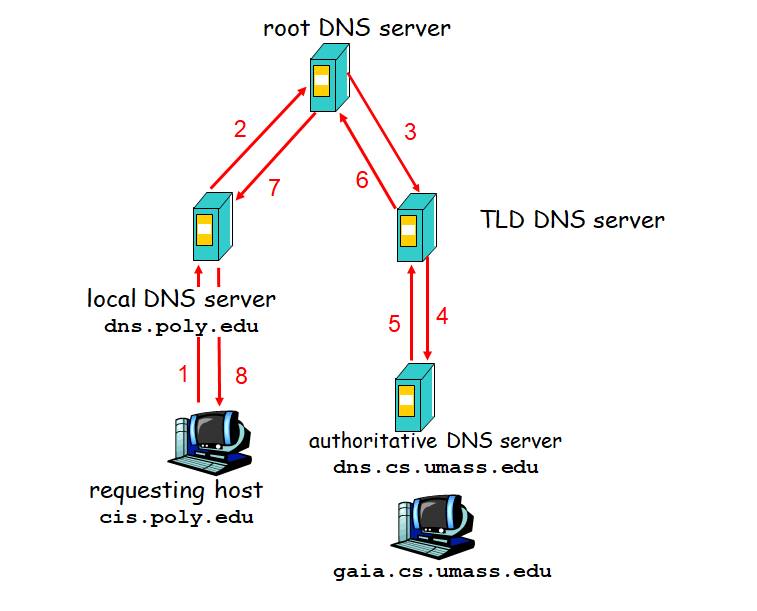 root DNS server
2
3
7
6
TLD DNS server
local DNS server
dns.poly.edu
5
4
1
8
authoritative DNS server
dns.cs.umass.edu
requesting host
cis.poly.edu
gaia.cs.umass.edu